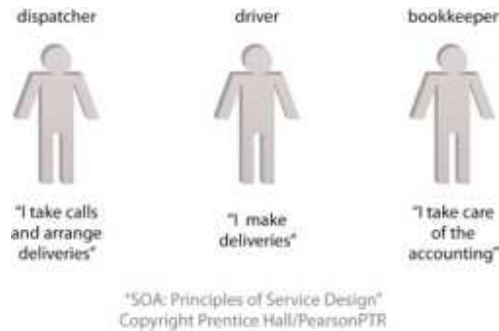 dispatcher
driver
bookkeeper
"I take calls
and arrange
deliveries"
"I make
deliveries"
"I take care
of the
accounting"
"SOA: Principles of Service Design"
Copyright Prentice Hall/PearsonPTR